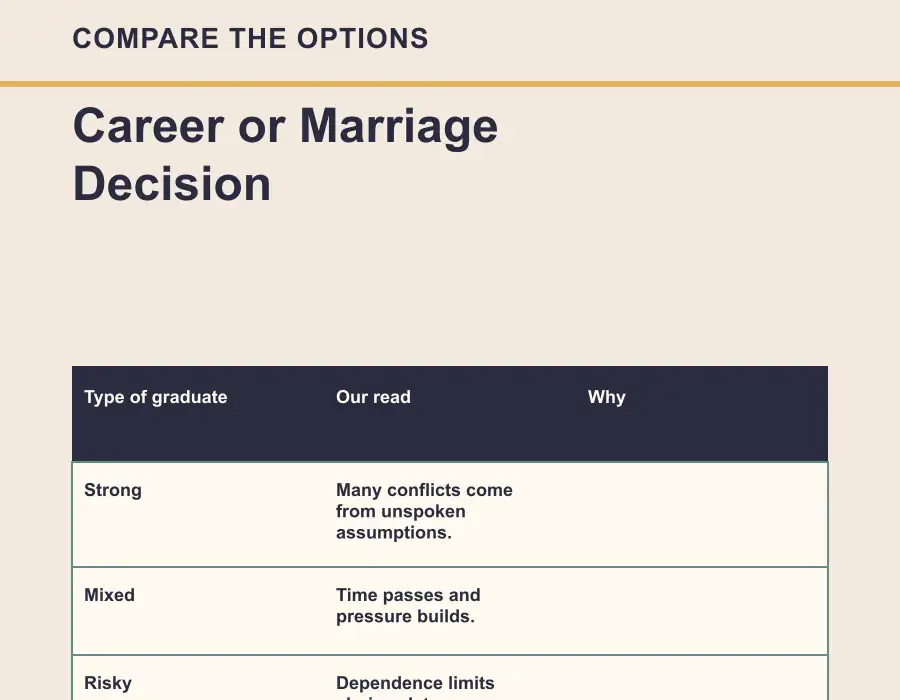 COMPARE THE OPTIONS
Career or Marriage
Decision
Type of graduate
Our read
Why
Strong
Many conflicts come
from unspoken
assumptions.
Mixed
Time passes and
pressure builds.
Risky
Dependence limits